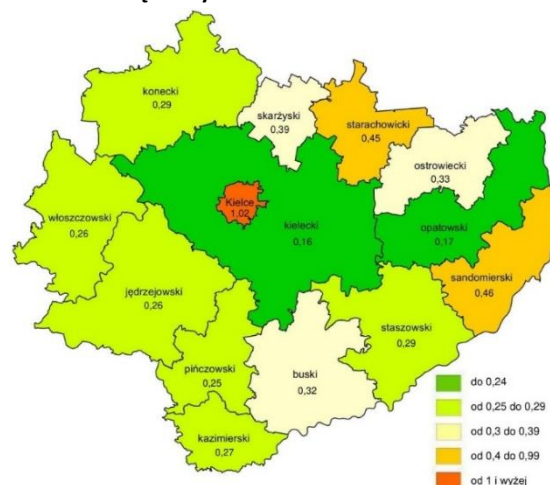 konecki
0,29
skarżyski
0,39
starachowicki
0,45
ostrowiecki
0,33
włoszczowski
0,26
Kielce
1,02
kielecki
0,16
opatowski
0,17
sandomierski
0,46
jędrzejowski
0,26
staszowski
0,29
pińczowski
0,25
buski
0,32
kazimierski
0,27
do 0,24
od 0,25 do 0,29
od 0,3 do 0,39
od 0,4 do 0,99
od 1 i wyżej